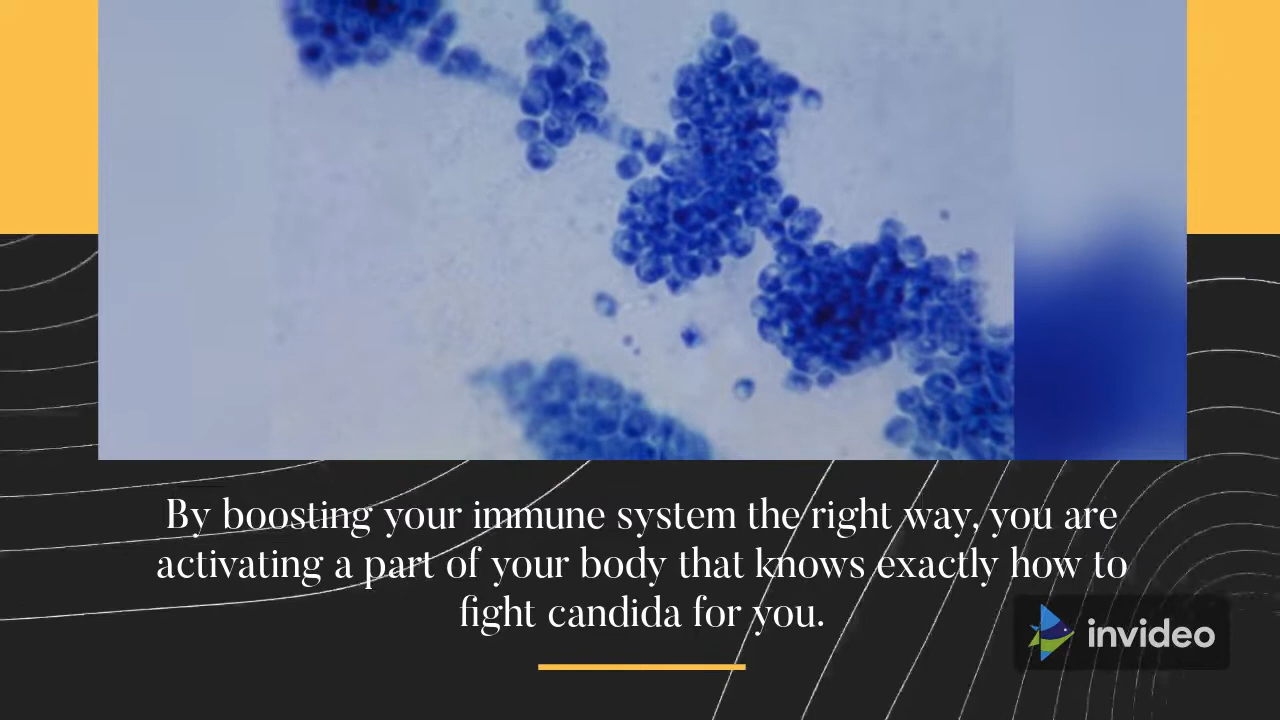 By boosting your immune system the right way, you are
activating a part of your body that knows exactly how to
fight candida for you.
invideo